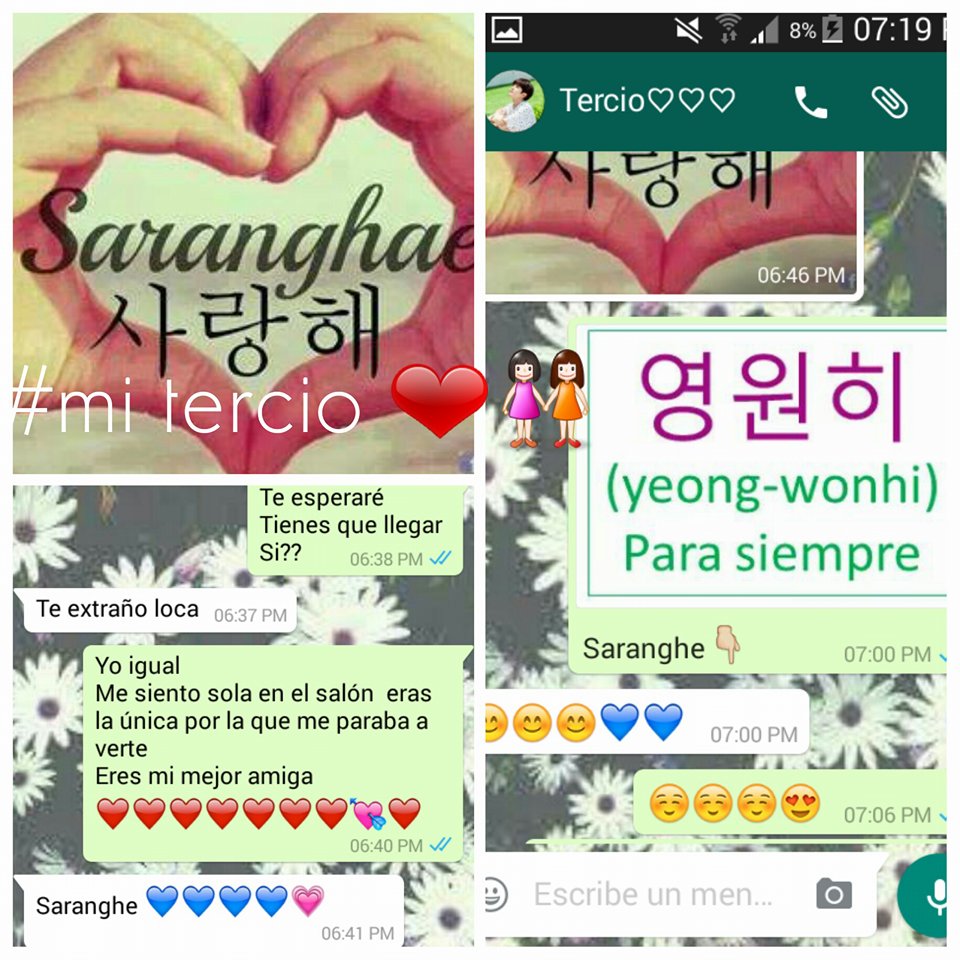 Saranghae
사랑해
#mi tercio
Te esperaré
Tienes que llegar
Si??
06:38 PM
Te extraño loca
06:37 PM
Yo igual
Me siento sola en el salón eras
la única por la que me paraba a
verte
Eres mi mejor amiga
06:40 PM
Saranghe
06:41 PM
8% 07:19
Tercio♡♡♡
사랑해
06:46 PM
영원히
(yeong-wonhi)
Para siempre
Saranghe
07:00 PM
07:00 PM
07:06 PM
Escribe un men...